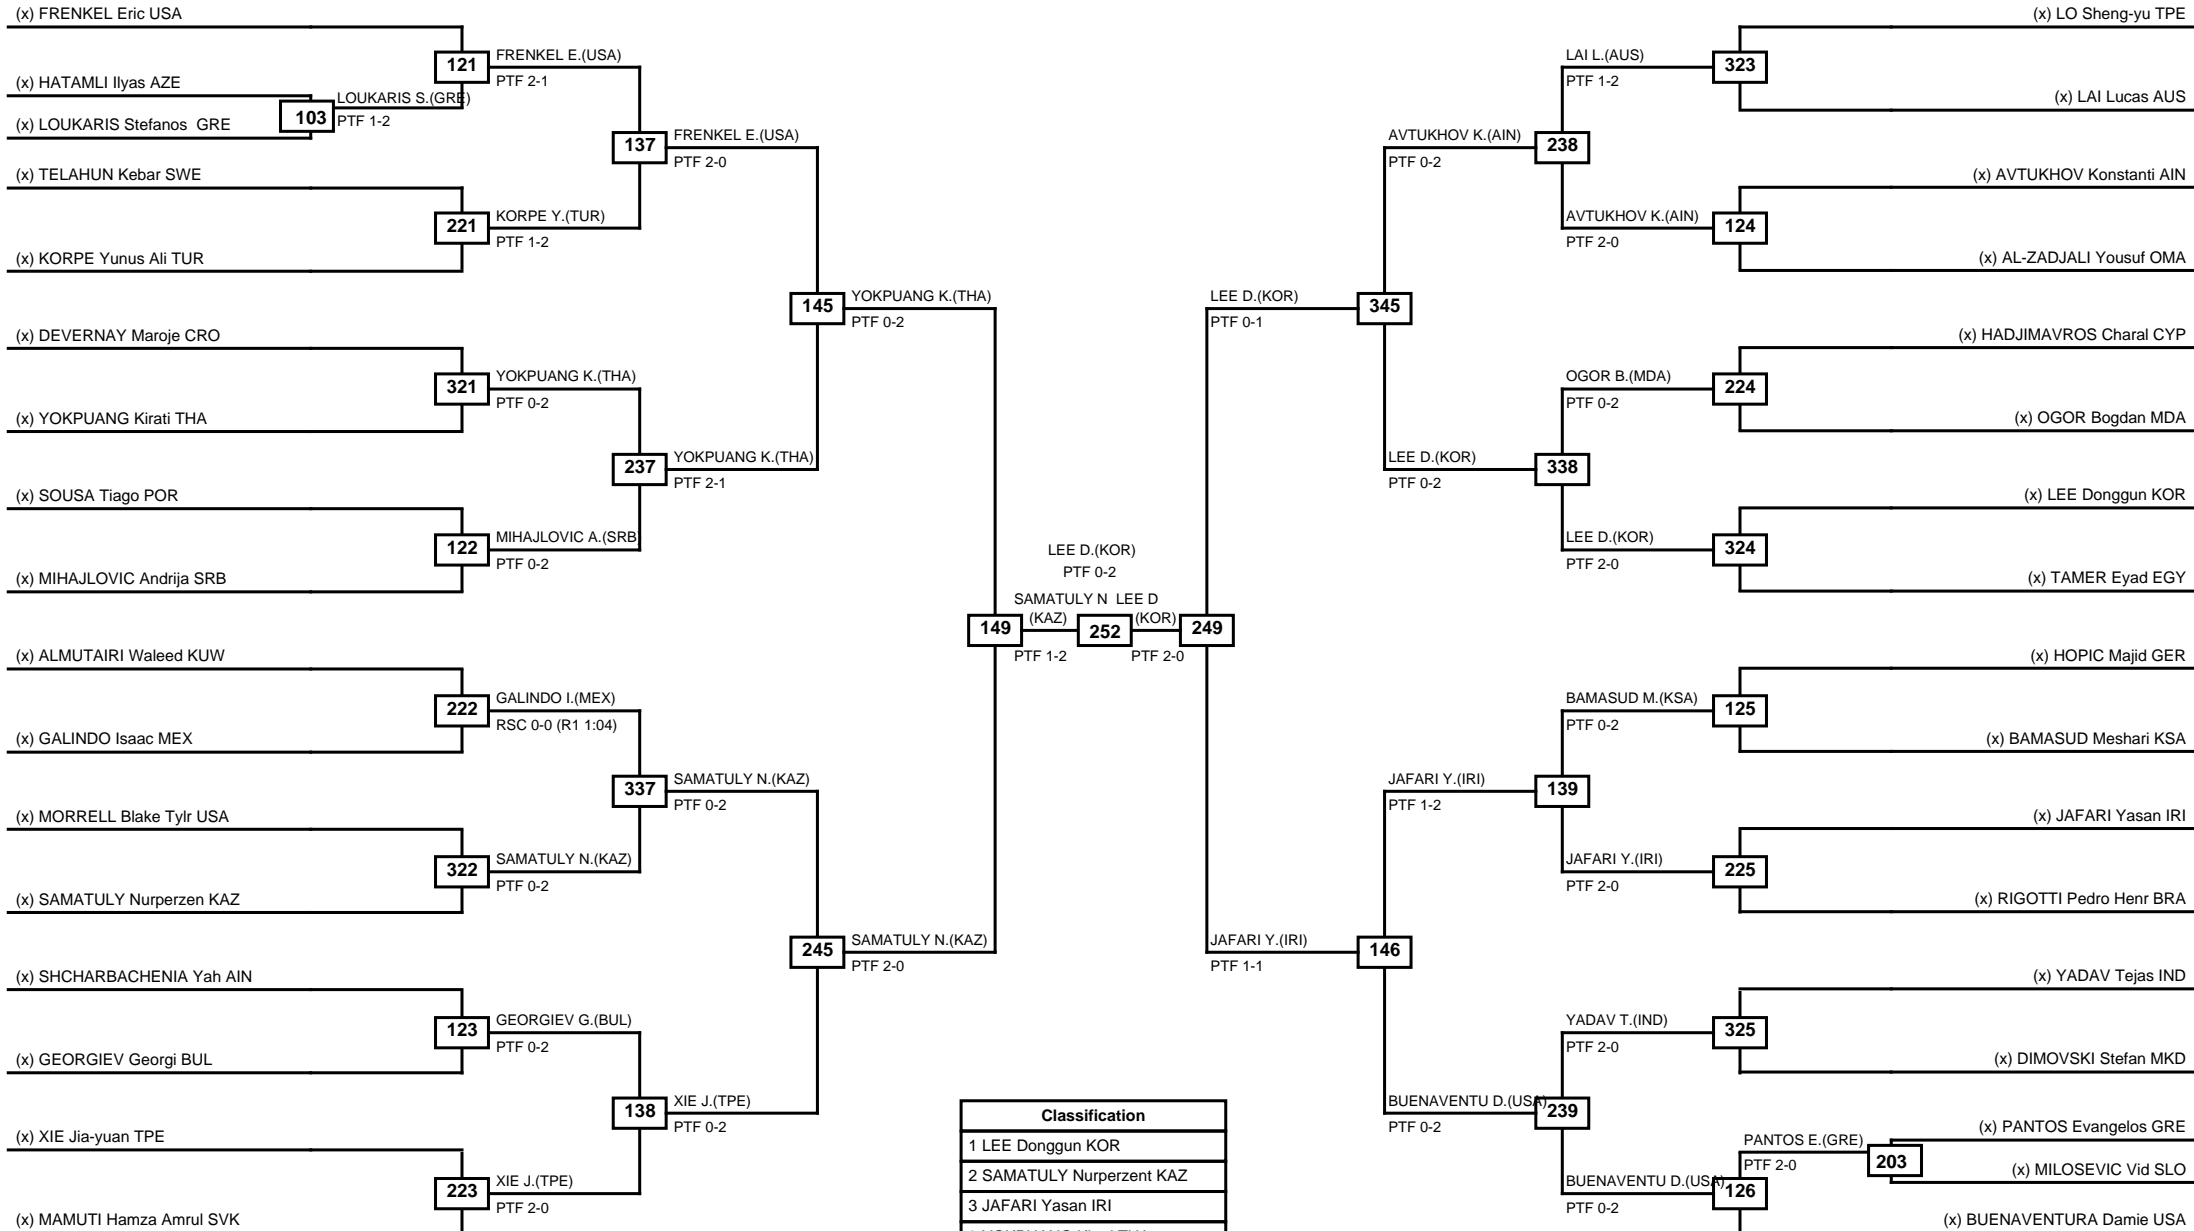 (x) FRENKEL Eric USA
121
FRENKEL E.(USA)
PTF 2-1
(x) HATAMLI Ilyas AZE
103
LOUKARIS S.(GRE)
PTF 1-2
(x) LOUKARIS Stefanos GRE
137
FRENKEL E.(USA)
PTF 2-0
(x) TELAHUN Kebar SWE
221
KORPE Y.(TUR)
PTF 1-2
(x) KORPE Yunus Ali TUR
145
YOKPUANG K.(THA)
PTF 0-2
(x) DEVERNAY Maroje CRO
321
YOKPUANG K.(THA)
PTF 0-2
(x) YOKPUANG Kirati THA
237
YOKPUANG K.(THA)
PTF 2-1
(x) SOUSA Tiago POR
122
MIHAJLOVIC A.(SRB
PTF 0-2
(x) MIHAJLOVIC Andrija SRB
(x) ALMUTAIRI Waleed KUW
222
GALINDO I.(MEX)
RSC 0-0 (R1 1:04)
(x) GALINDO Isaac MEX
337
SAMATULY N.(KAZ)
PTF 0-2
(x) MORRELL Blake Tylr USA
322
SAMATULY N.(KAZ)
PTF 0-2
(x) SAMATULY Nurperzen KAZ
245
SAMATULY N.(KAZ)
PTF 2-0
(x) SHCHARBACHENIA Yah AIN
123
GEORGIEV G.(BUL)
PTF 0-2
(x) GEORGIEV Georgi BUL
138
XIE J.(TPE)
PTF 0-2
(x) XIE Jia-yuan TPE
223
XIE J.(TPE)
PTF 2-0
(x) MAMUTI Hamza Amrul SVK
LEE D.(KOR)
PTF 0-2
SAMATULY N LEE D
149
(KAZ)
252
(KOR)
249
PTF 1-2
PTF 2-0
(x) LO Sheng-yu TPE
LAI L.(AUS)
323
PTF 1-2
(x) LAI Lucas AUS
AVTUKHOV K.(AIN)
238
PTF 0-2
(x) AVTUKHOV Konstanti AIN
AVTUKHOV K.(AIN)
124
PTF 2-0
(x) AL-ZADJALI Yousuf OMA
LEE D.(KOR)
345
PTF 0-1
(x) HADJIMAVROS Charal CYP
OGOR B.(MDA)
224
PTF 0-2
(x) OGOR Bogdan MDA
LEE D.(KOR)
338
PTF 0-2
(x) LEE Donggun KOR
LEE D.(KOR)
324
PTF 2-0
(x) TAMER Eyad EGY
(x) HOPIC Majid GER
BAMASUD M.(KSA)
125
PTF 0-2
(x) BAMASUD Meshari KSA
JAFARI Y.(IRI)
139
PTF 1-2
(x) JAFARI Yasan IRI
JAFARI Y.(IRI)
225
PTF 2-0
(x) RIGOTTI Pedro Henr BRA
JAFARI Y.(IRI)
146
PTF 1-1
(x) YADAV Tejas IND
YADAV T.(IND)
325
PTF 2-0
(x) DIMOVSKI Stefan MKD
BUENAVENTU D.(USA)
239
PTF 0-2
(x) PANTOS Evangelos GRE
PANTOS E.(GRE)
203
PTF 2-0
(x) MILOSEVIC Vid SLO
BUENAVENTU D.(USA)
126
PTF 0-2
(x) BUENAVENTURA Damie USA
Classification
1 LEE Donggun KOR
2 SAMATULY Nurperzent KAZ
3 JAFARI Yasan IRI